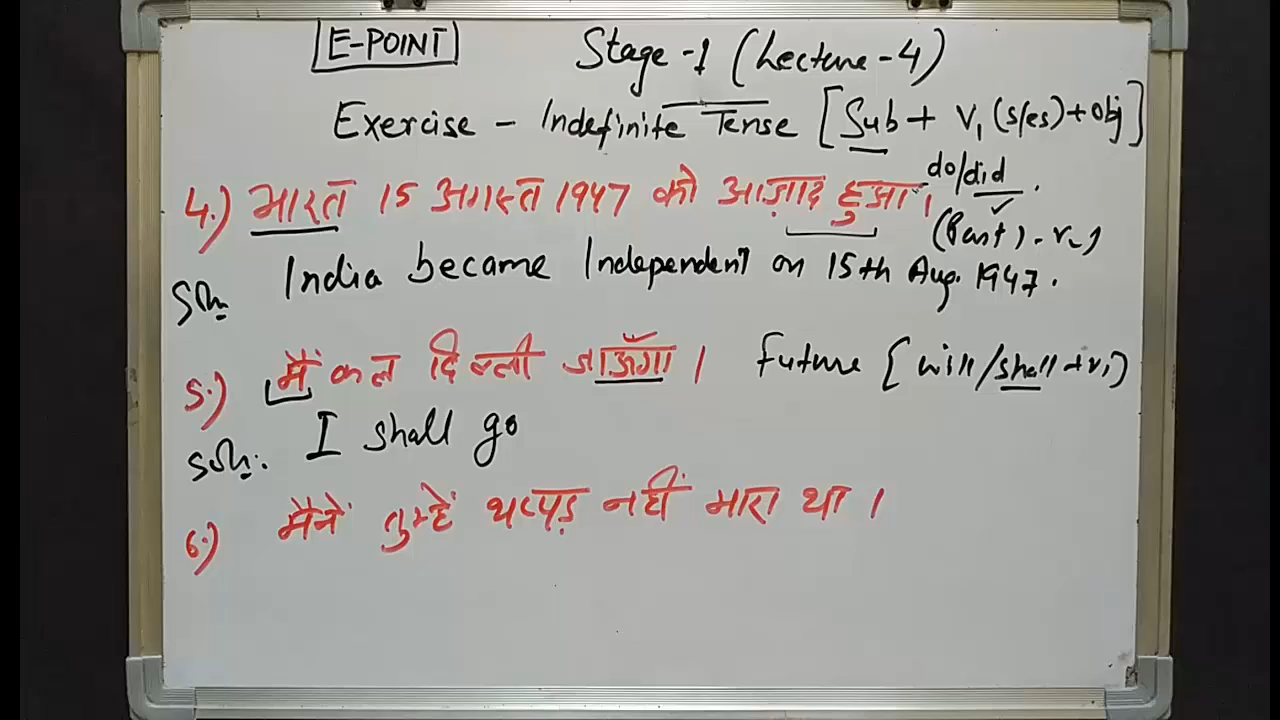 E-POINT Stage-1 (Lecture-4)
Exercise - Indefinite Tense [Sub + V₁ (s/es) + Obj]
do/did
4.) भारत 15 अगस्त 1947 को आज़ाद हुआ।
(Past) - V₂)
Soln. India became Independent on 15th Aug. 1947.
5.) मैं कल दिल्ली जाऊँगा। Future [will/shall + V₁)
Soln. I shall go
6.) मैंने तुम्हें थप्पड़ नहीं मारा था।